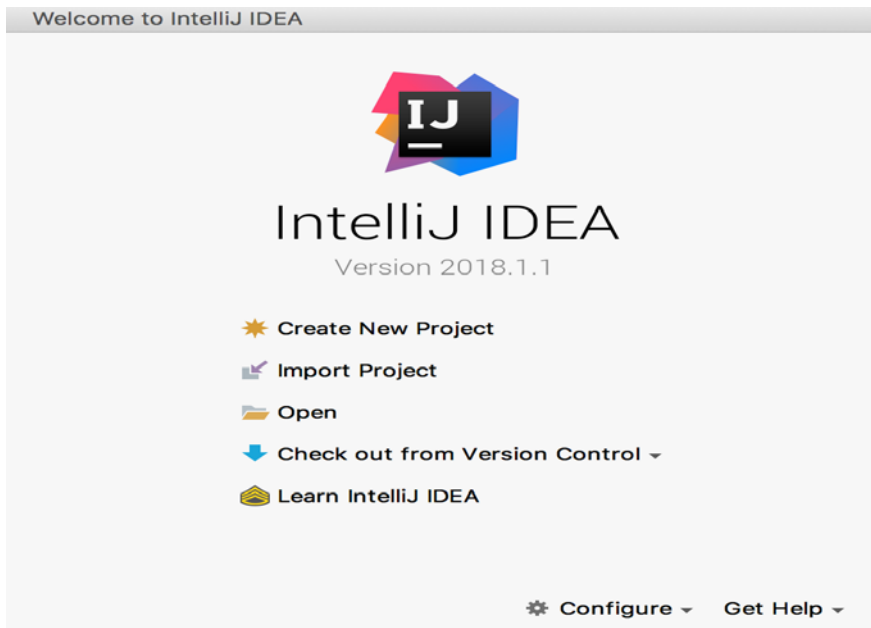 Welcome to IntelliJ IDEA
IJ
IntelliJ IDEA
Version 2018.1.1
Create New Project
Import Project
Open
Check out from Version Control
Learn IntelliJ IDEA
Configure Get Help